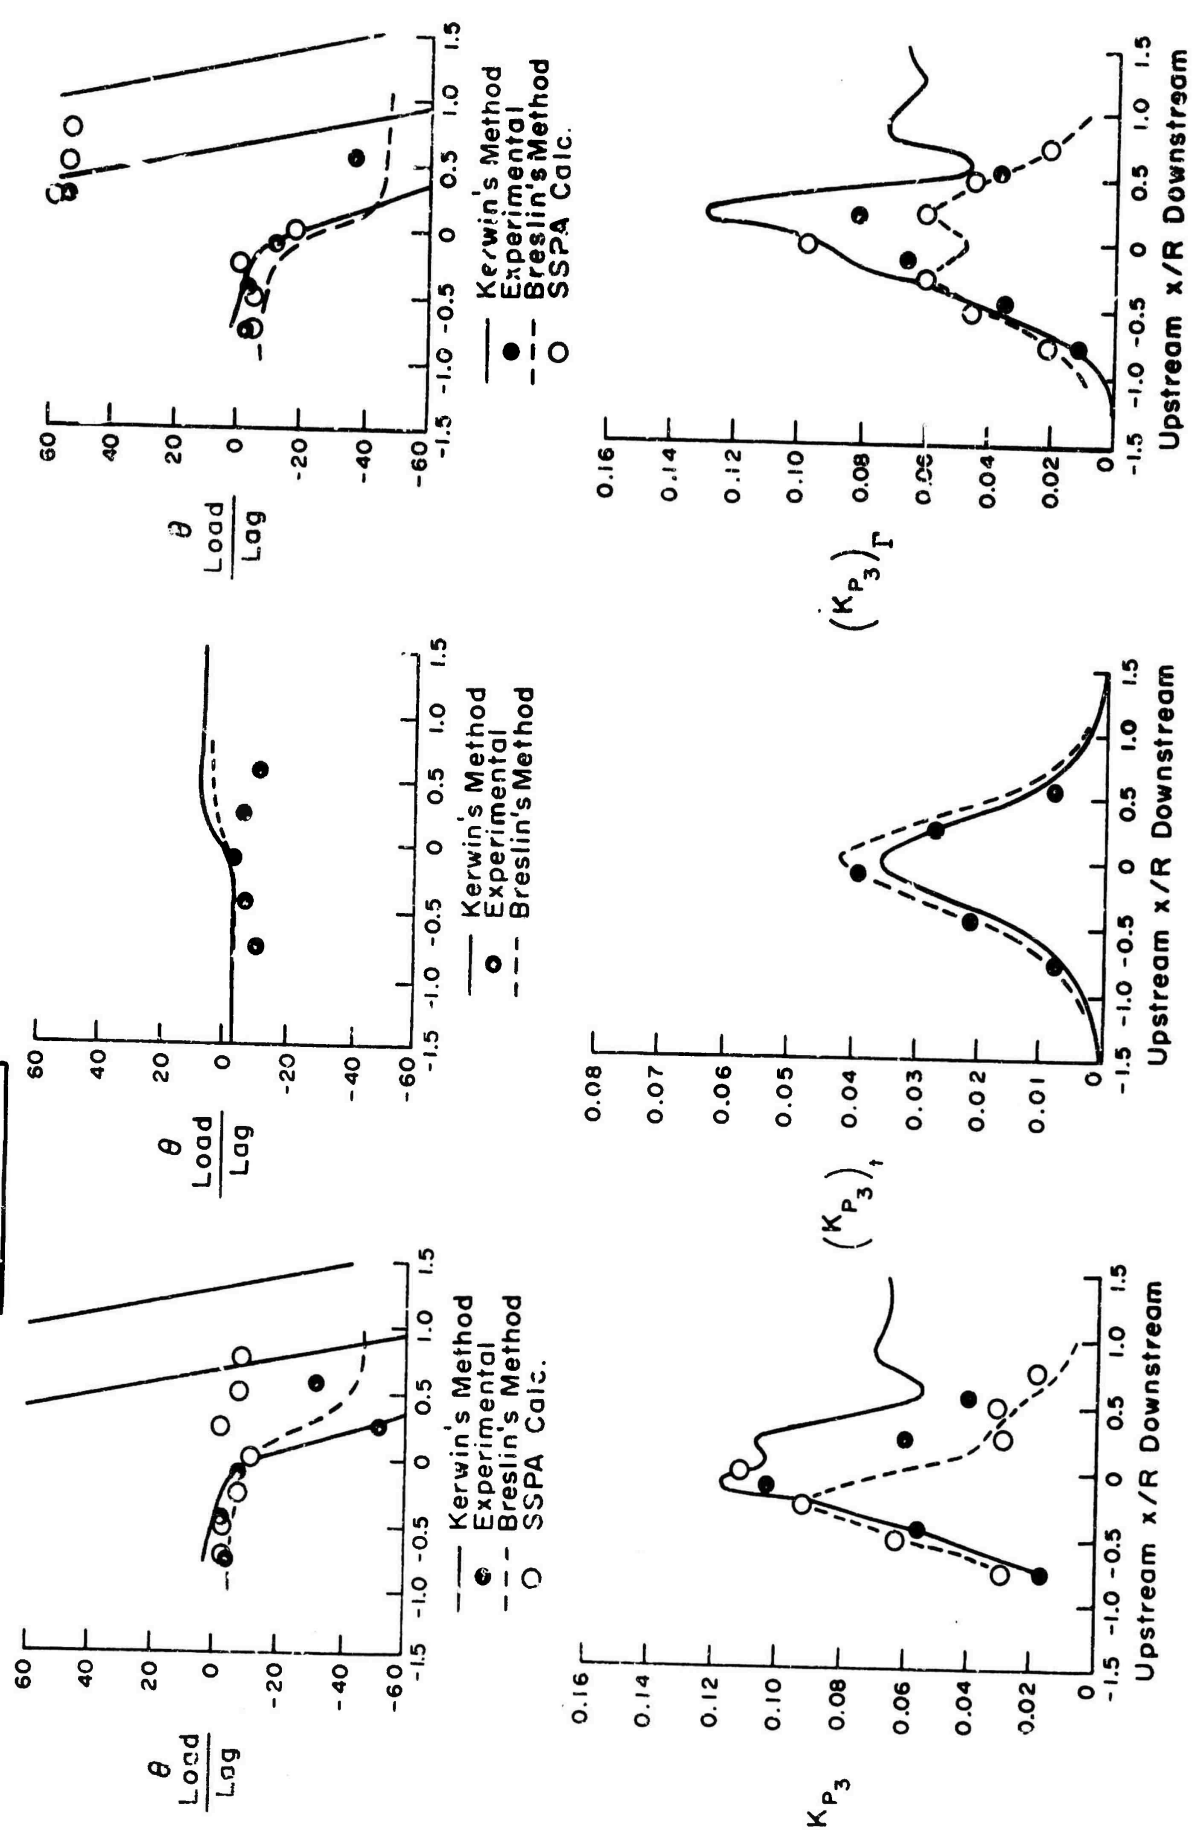 60
40
20
0
-20
-40
-60
θ
Load
Lag
-1.5 -1.0 -0.5 0 0.5 1.0 1.5
Kerwin's Method
Experimental
Breslin's Method
SSPA Calc.
60
40
20
0
-20
-40
-60
θ
Load
Lag
-1.5 -1.0 -0.5 0 0.5 1.0 1.5
Kerwin's Method
Experimental
Breslin's Method
60
40
20
0
-20
-40
-60
θ
Load
Lag
-1.5 -1.0 -0.5 0 0.5 1.0 1.5
Kerwin's Method
Experimental
Breslin's Method
SSPA Calc.
0.16
0.14
0.12
0.10
0.08
0.06
0.04
0.02
0
KP3
-1.5 -1.0 -0.5 0 0.5 1.0 1.5
Upstream x/R Downstream
0.08
0.07
0.06
0.05
0.04
0.03
0.02
0.01
0
(KP3)t
-1.5 -1.0 -0.5 0 0.5 1.0 1.5
Upstream x/R Downstream
0.16
0.14
0.12
0.10
0.08
0.06
0.04
0.02
0
(KP3)Γ
-1.5 -1.0 -0.5 0 0.5 1.0 1.5
Upstream x/R Downstream